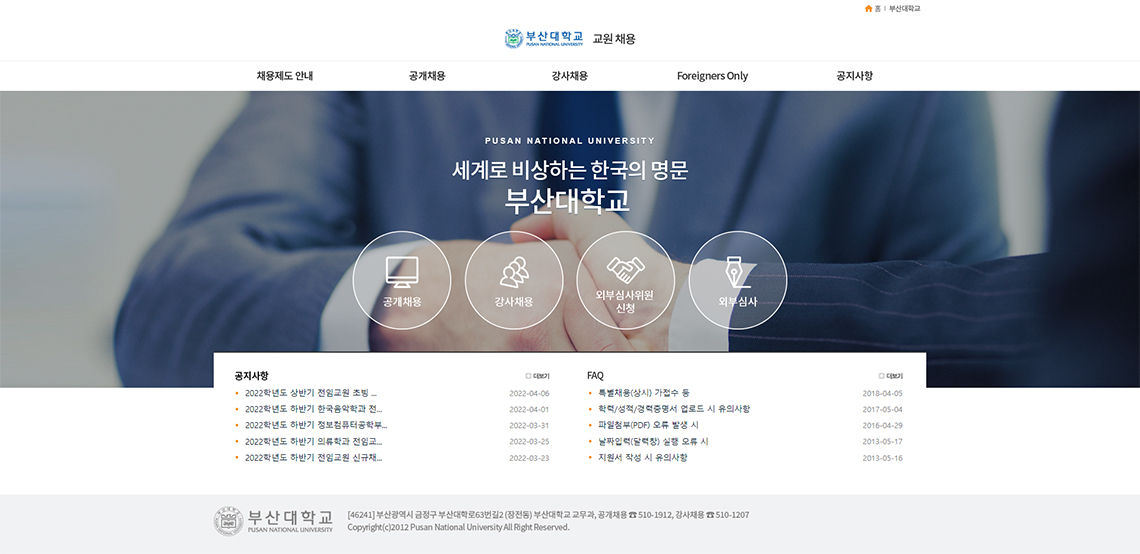 홈 | 부산대학교
부산대학교 교원 채용
PUSAN NATIONAL UNIVERSITY
채용제도 안내 공개채용 강사채용 Foreigners Only 공지사항
PUSAN NATIONAL UNIVERSITY
세계로 비상하는 한국의 명문
부산대학교
공개채용 강사채용 외부심사위원 신청 외부심사
공지사항 더보기
2022학년도 상반기 전임교원 초빙 ... 2022-04-06
2022학년도 하반기 한국음악학과 전... 2022-04-01
2022학년도 하반기 정보컴퓨터공학부... 2022-03-31
2022학년도 하반기 의류학과 전임교... 2022-03-25
2022학년도 하반기 전임교원 신규채... 2022-03-23
FAQ 더보기
특별채용(상시) 가접수 등 2018-04-05
학력/성적/경력증명서 업로드 시 유의사항 2017-05-04
파일첨부(PDF) 오류 발생 시 2016-04-29
날짜입력(달력창) 실행 오류 시 2013-05-17
지원서 작성 시 유의사항 2013-05-16
부산대학교
PUSAN NATIONAL UNIVERSITY
[46241] 부산광역시 금정구 부산대학로63번길2 (장전동) 부산대학교 교무과, 공개채용 ☎ 510-1912, 강사채용 ☎ 510-1207
Copyright(c)2012 Pusan National University All Right Reserved.